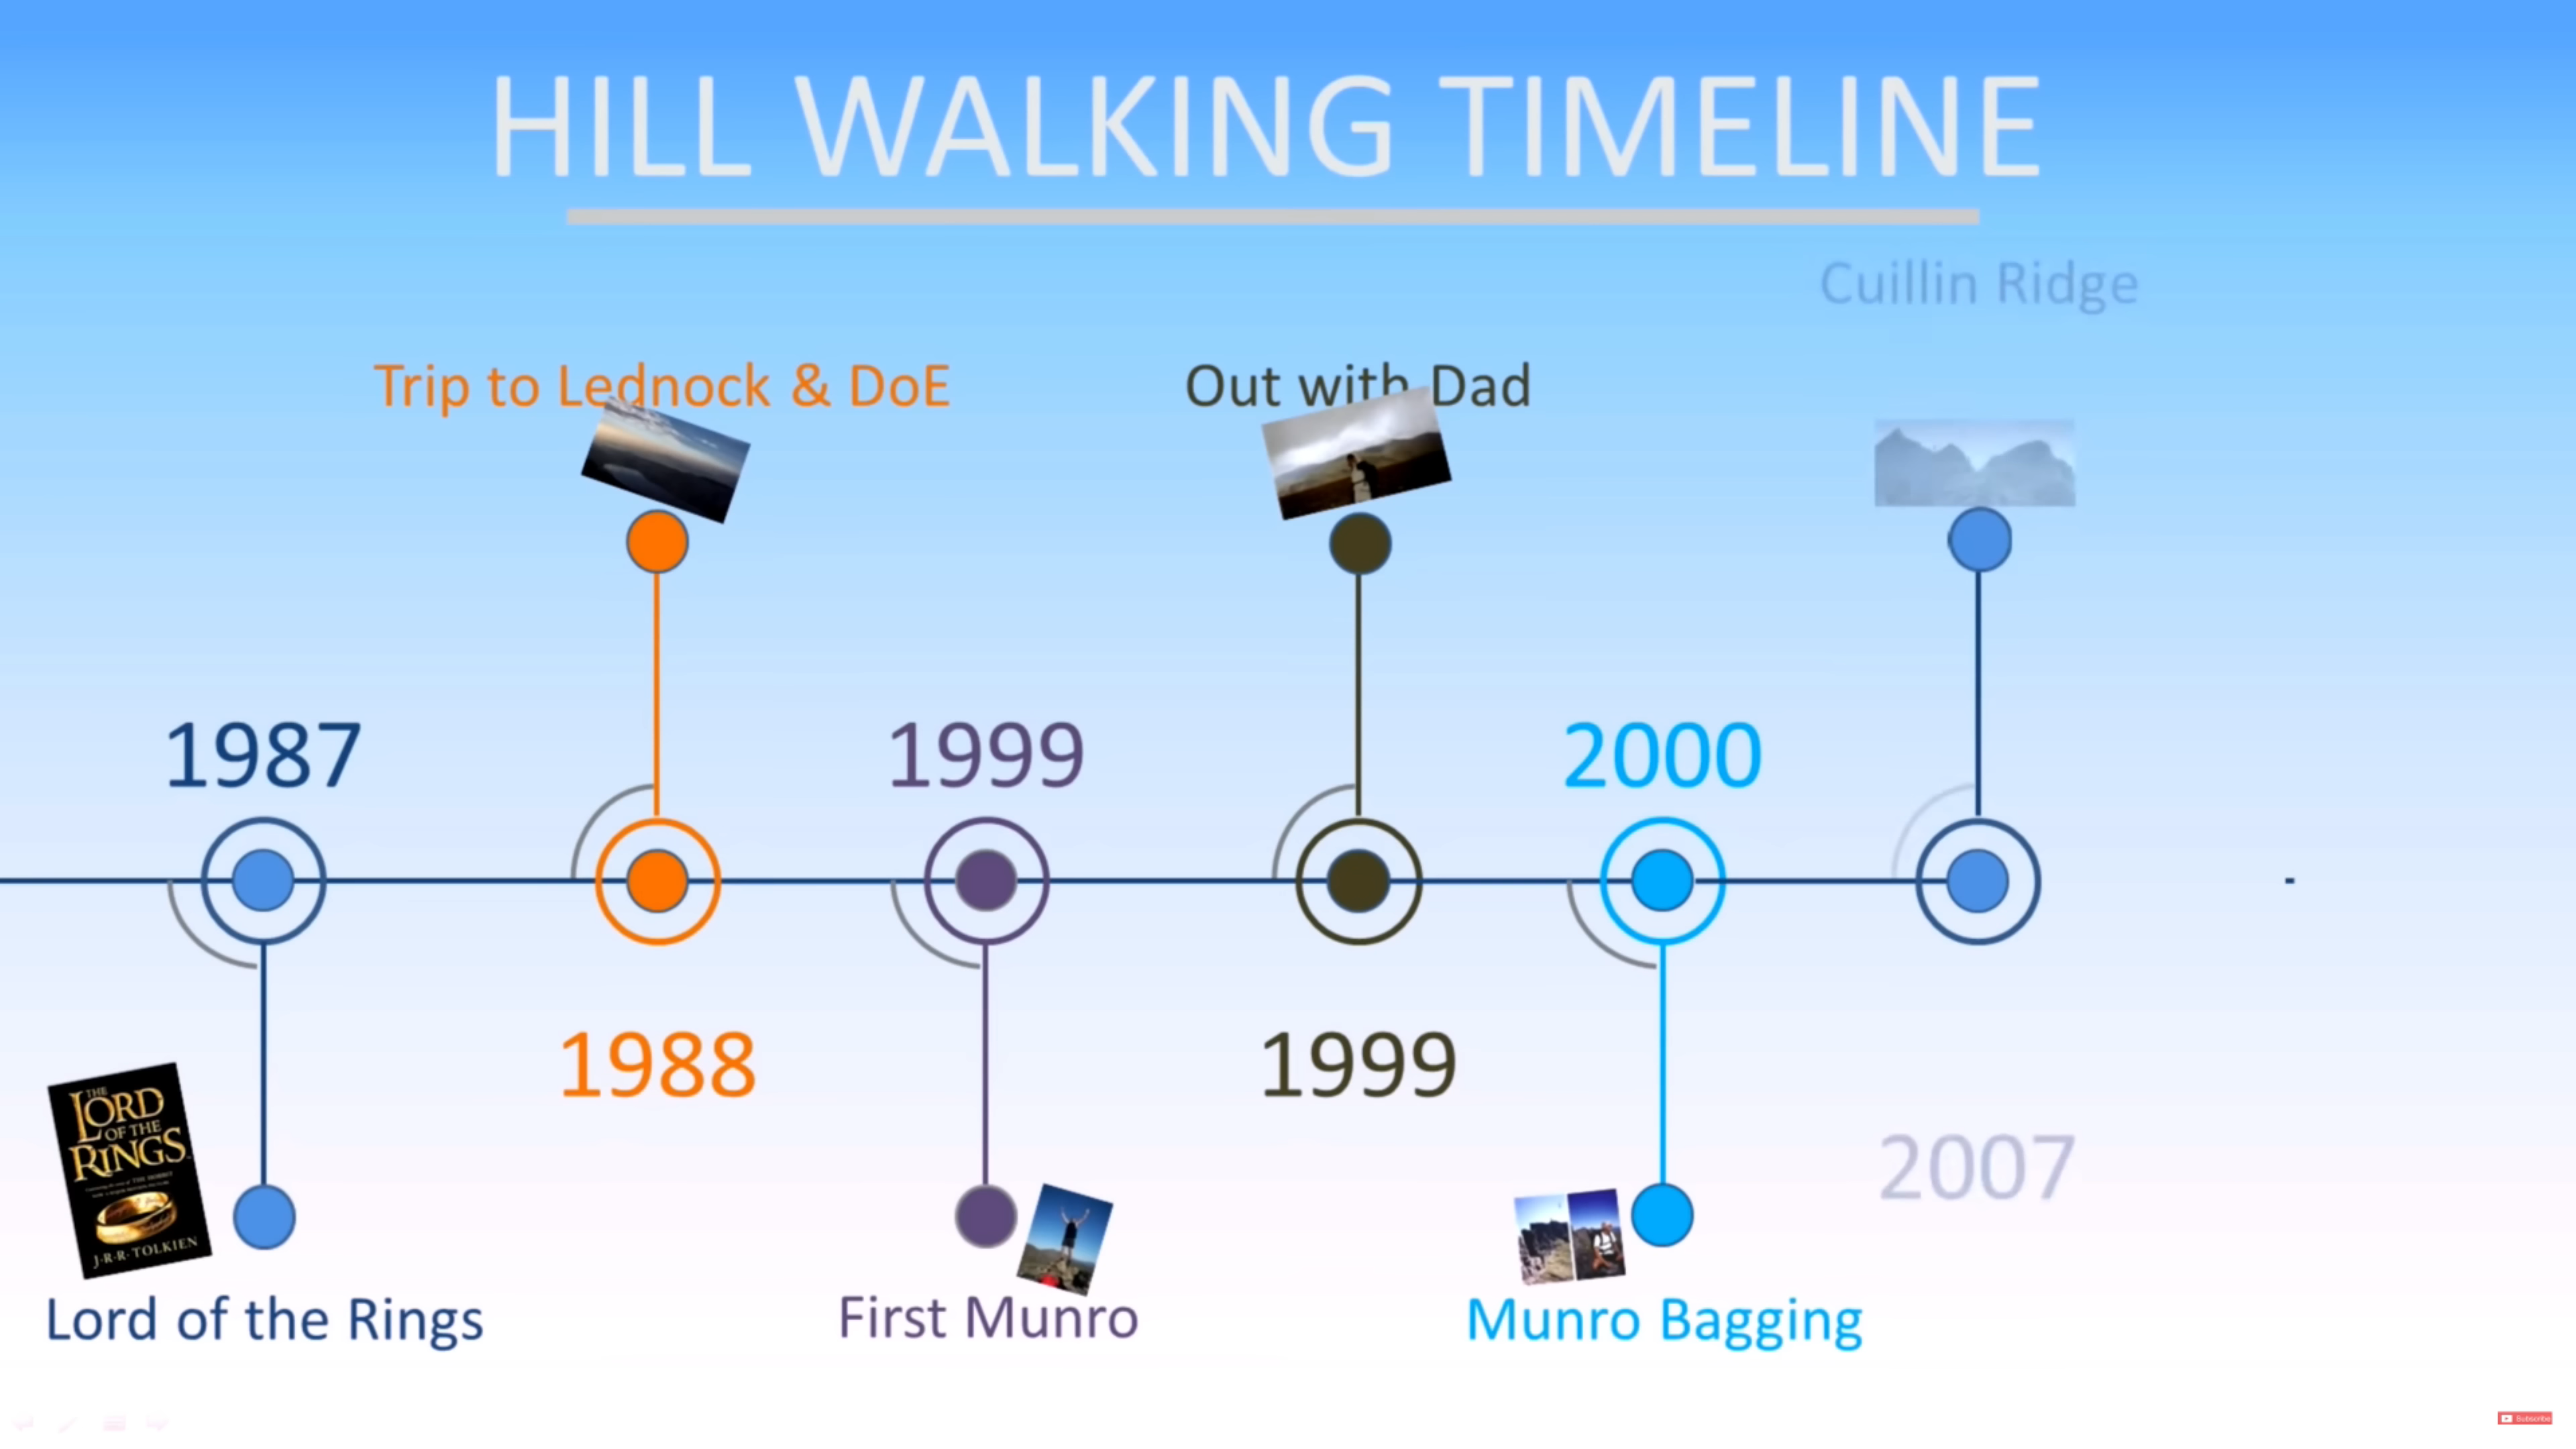 HILL WALKING TIMELINE
Cuillin Ridge
Trip to Lednock & DoE
Out with Dad
1987
1999
2000
1988
1999
2007
THE
LORD
OF THE
RINGS
J·R·R·TOLKIEN
Lord of the Rings
First Munro
Munro Bagging
Subscribe